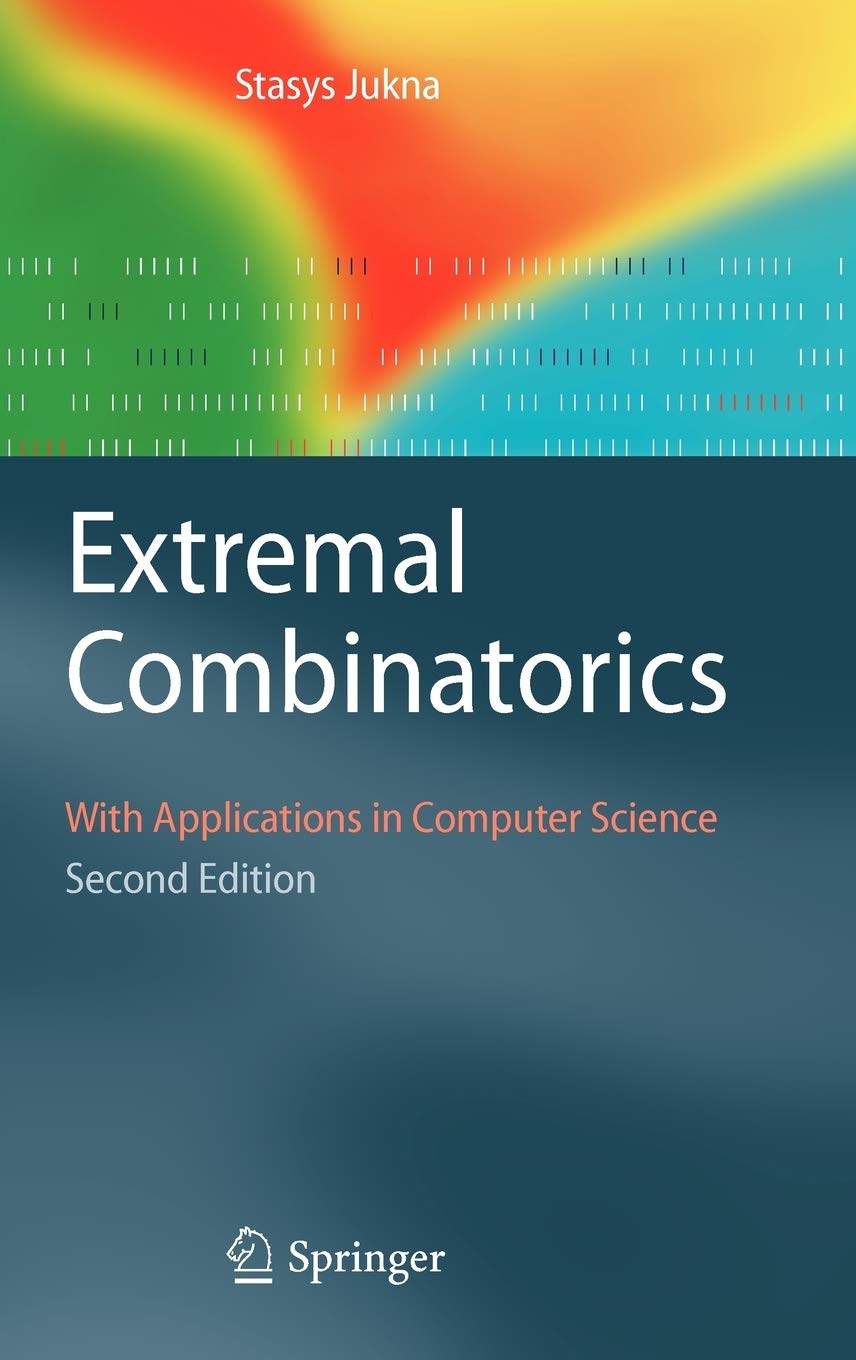 Stasys Jukna
Extremal
Combinatorics
With Applications in Computer Science
Second Edition
Springer